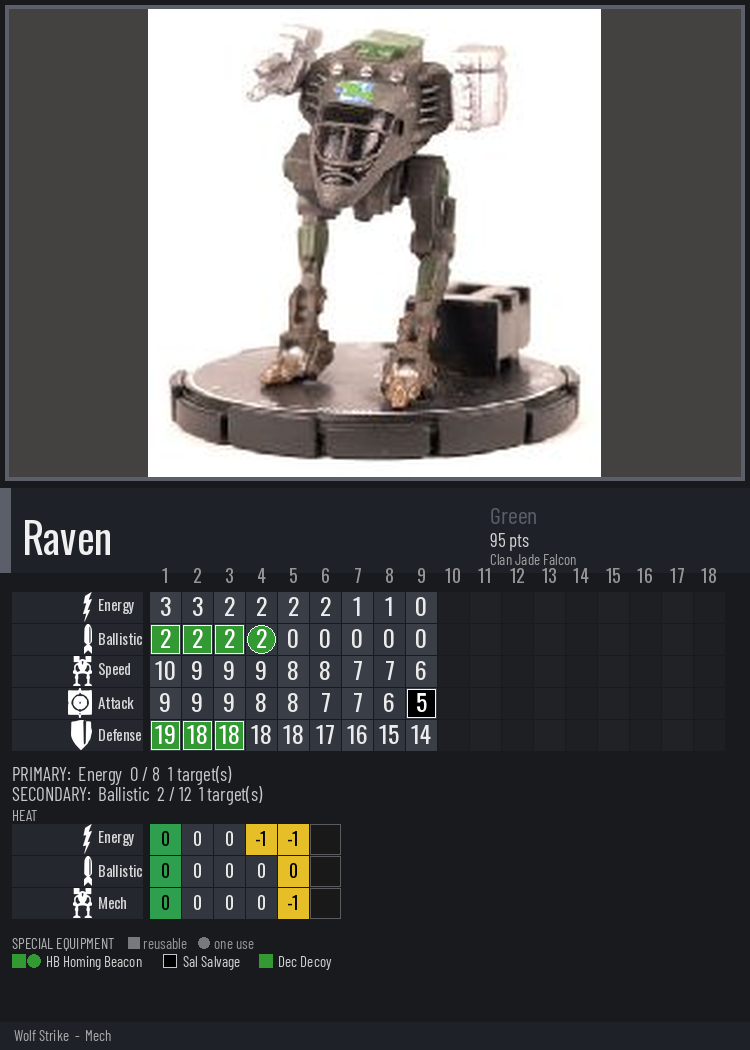 Raven
Green
95 pts
Clan Jade Falcon
1 2 3 4 5 6 7 8 9 10 11 12 13 14 15 16 17 18
Energy 3 3 2 2 2 2 1 1 0
Ballistic 2 2 2 2 0 0 0 0 0
Speed 10 9 9 9 8 8 7 7 6
Attack 9 9 9 8 8 7 7 6 5
Defense 19 18 18 18 18 17 16 15 14
PRIMARY: Energy 0 / 8 1 target(s)
SECONDARY: Ballistic 2 / 12 1 target(s)
HEAT
Energy 0 0 0 -1 -1
Ballistic 0 0 0 0 0
Mech 0 0 0 0 -1
SPECIAL EQUIPMENT reusable one use
HB Homing Beacon Sal Salvage Dec Decoy
Wolf Strike - Mech